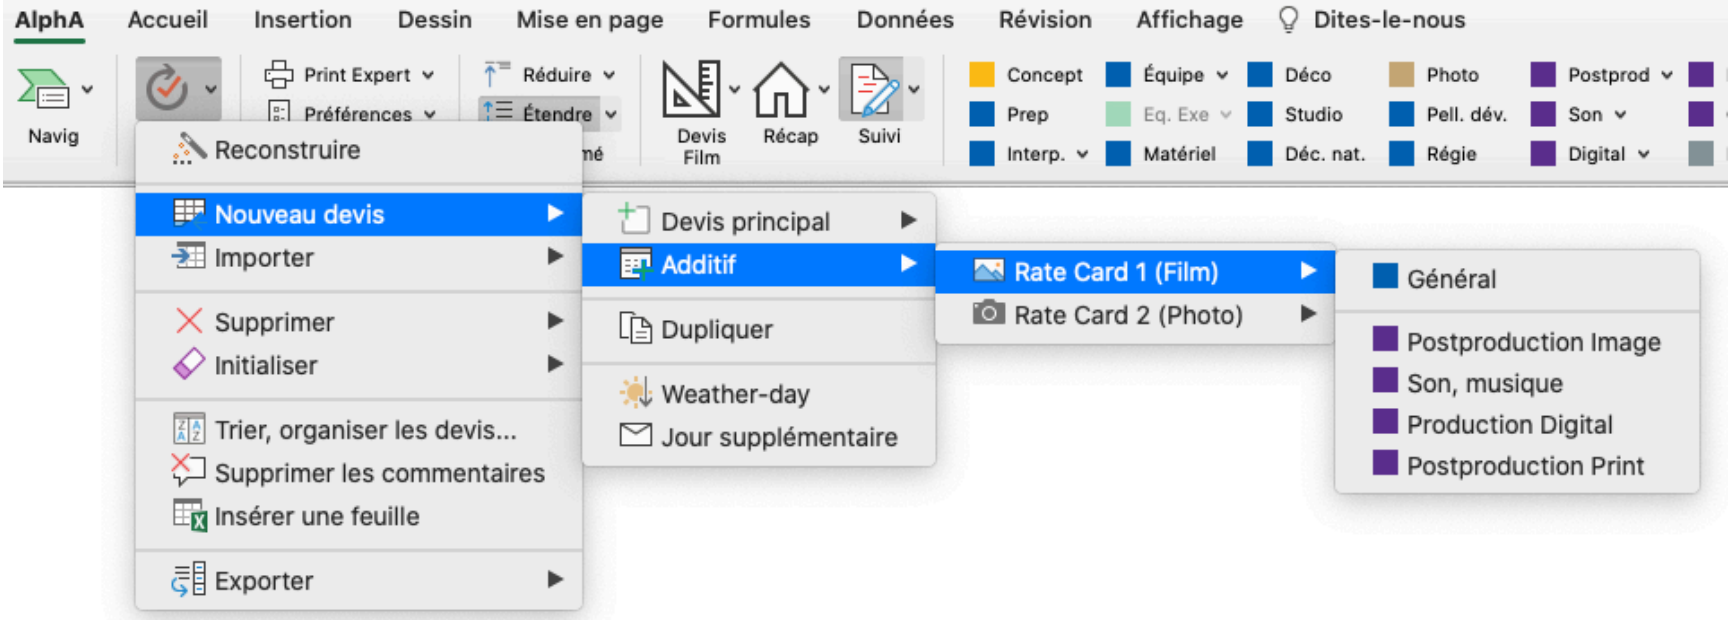 AlphA Accueil Insertion Dessin Mise en page Formules Données Révision Affichage Dites-le-nous
Print Expert Réduire Concept Équipe Déco Photo Postprod
Préférences Étendre Prep Eq. Exe Studio Pell. dév. Son
Navig Devis Film Récap Suivi Interp. Matériel Déc. nat. Régie Digital
Reconstruire
Nouveau devis
Importer
Supprimer
Initialiser
Trier, organiser les devis...
Supprimer les commentaires
Insérer une feuille
Exporter
Devis principal
Additif
Dupliquer
Weather-day
Jour supplémentaire
Rate Card 1 (Film)
Rate Card 2 (Photo)
Général
Postproduction Image
Son, musique
Production Digital
Postproduction Print